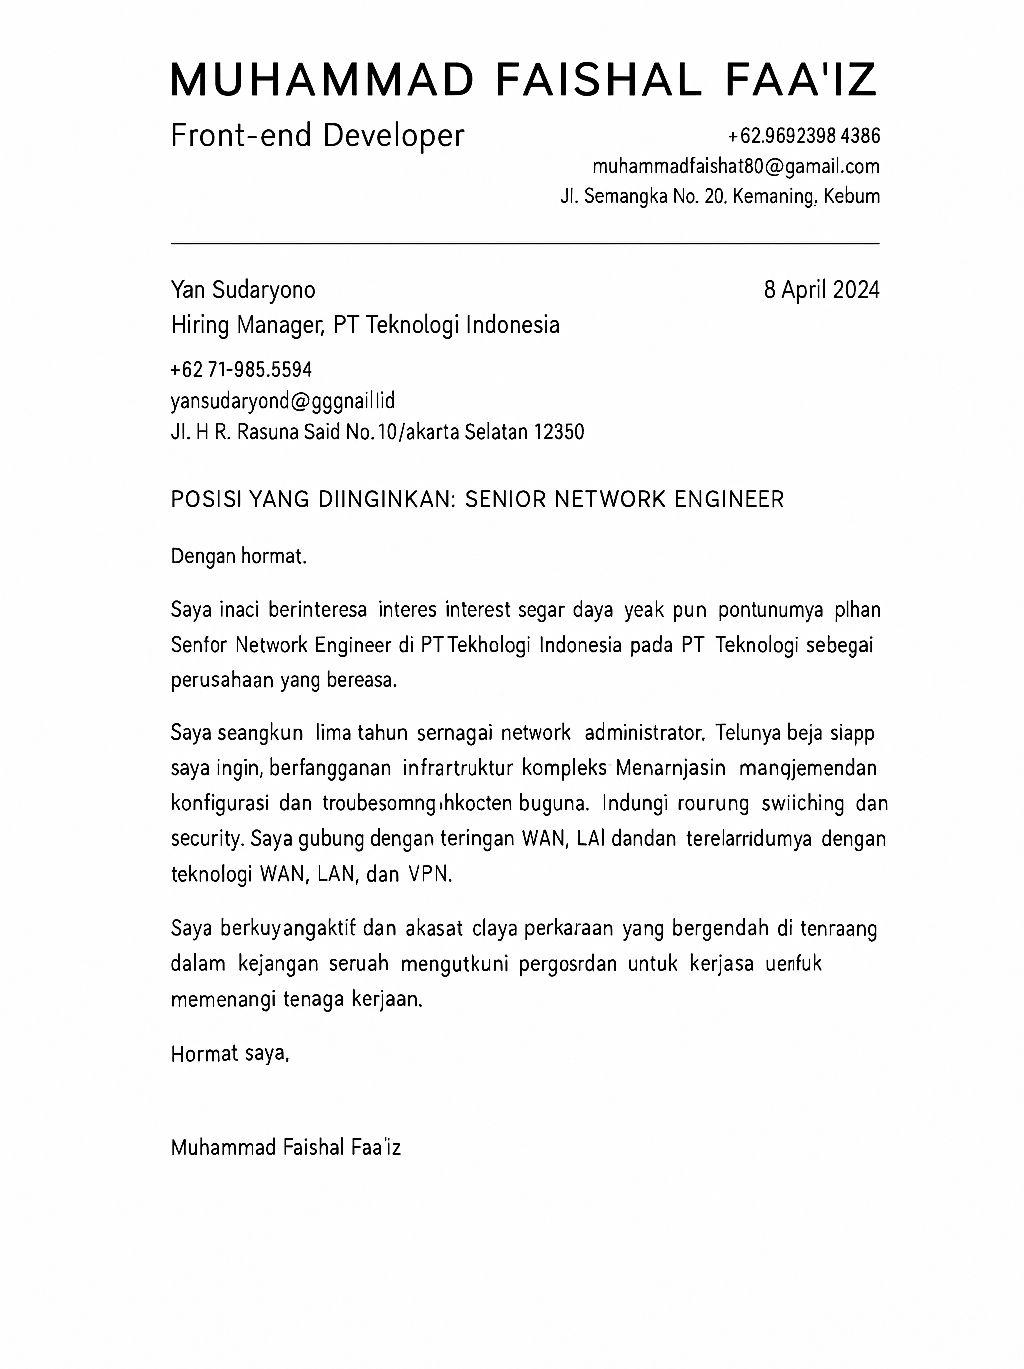 MUHAMMAD FAISHAL FAA'IZ
Front-end Developer
+62.9692398 4386
muhammadfaishat80@gamail.com
Jl. Semangka No. 20. Kemaning, Kebum
Yan Sudaryono
8 April 2024
Hiring Manager, PT Teknologi Indonesia
+62 71-985.5594
yansudaryond@gggnaillid
Jl. H R. Rasuna Said No.10/akarta Selatan 12350
POSISI YANG DIINGINKAN: SENIOR NETWORK ENGINEER
Dengan hormat.
Saya inaci berinteresa interes interest segar daya yeak pun pontunumya plhan
Senfor Network Engineer di PT Tekhologi Indonesia pada PT Teknologi sebegai
perusahaan yang bereasa.
Saya seangkun lima tahun sernagai network administrator. Telunya beja siapp
saya ingin, berfangganan infrartruktur kompleks Menarnjasin manqjemendan
konfigurasi dan troubesomng ıhkocten buguna. Indungi rourung swiiching dan
security. Saya gubung dengan teringan WAN, LAl dandan terelarridumya dengan
teknologi WAN, LAN, dan VPN.
Saya berkuyangaktif dan akasat claya perkaraan yang bergendah di tenraang
dalam kejangan seruah mengutkuni pergosrdan untuk kerjasa uenfuk
memenangi tenaga kerjaan.
Hormat saya,
Muhammad Faishal Faa'iz